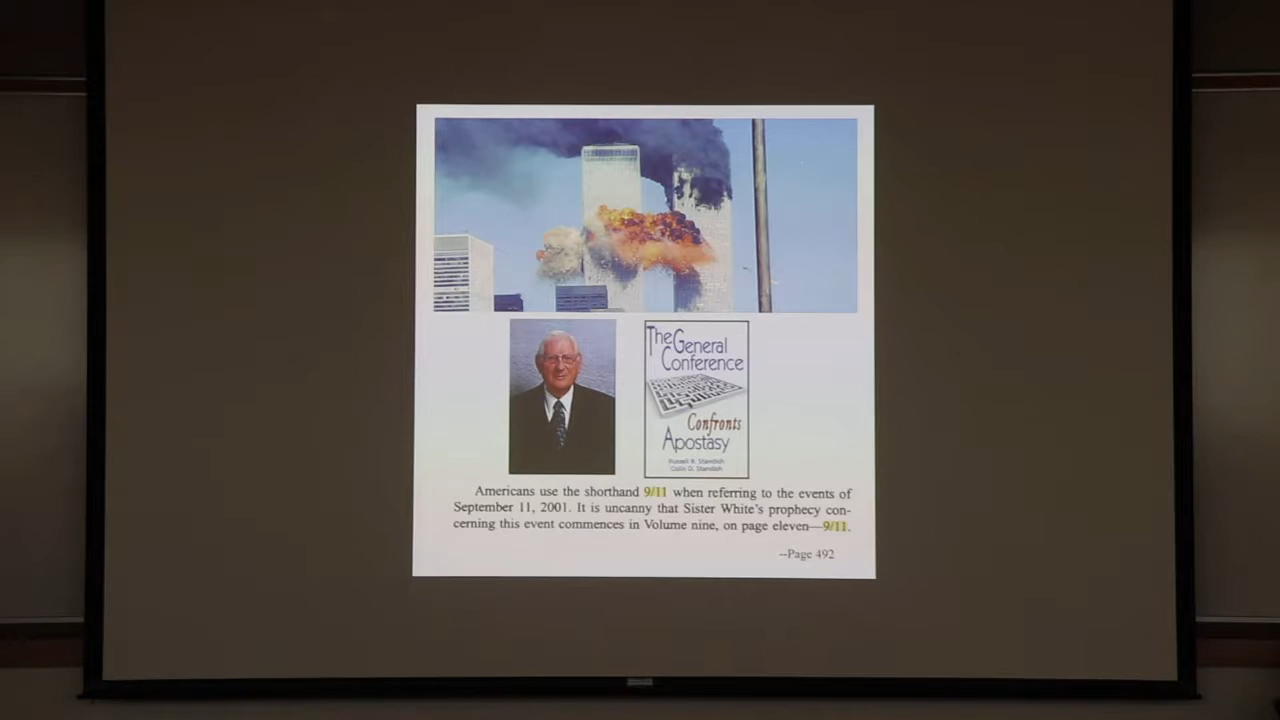 The General
Conference
Confronts
Apostasy
Russell R. Standish
Colin D. Standish
Americans use the shorthand 9/11 when referring to the events of
September 11, 2001. It is uncanny that Sister White's prophecy con-
cerning this event commences in Volume nine, on page eleven—9/11.
--Page 492